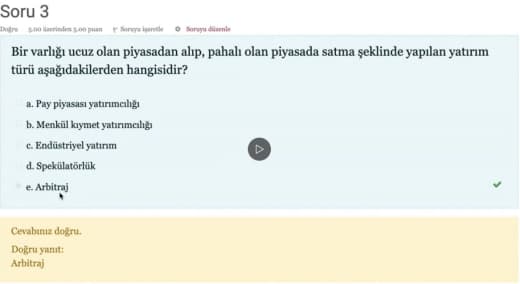 Soru 3
Doğru 5.00 üzerinden 5.00 puan Soruyu işaretle Soruyu düzenle
Bir varlığı ucuz olan piyasadan alıp, pahalı olan piyasada satma şeklinde yapılan yatırım
türü aşağıdakilerden hangisidir?
a. Pay piyasası yatırımcılığı
b. Menkül kıymet yatırımcılığı
c. Endüstriyel yatırım
d. Spekülatörlük
e. Arbitraj
Cevabınız doğru.
Doğru yanıt:
Arbitraj